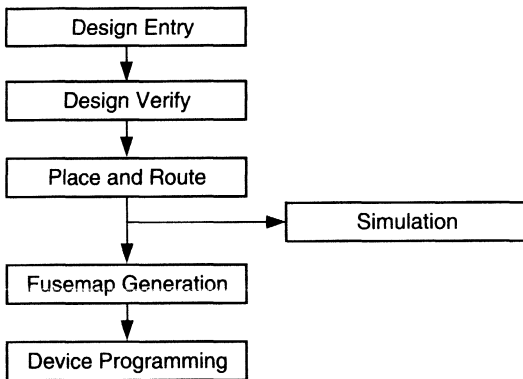 Design Entry
Design Verify
Place and Route
Simulation
Fusemap Generation
Device Programming